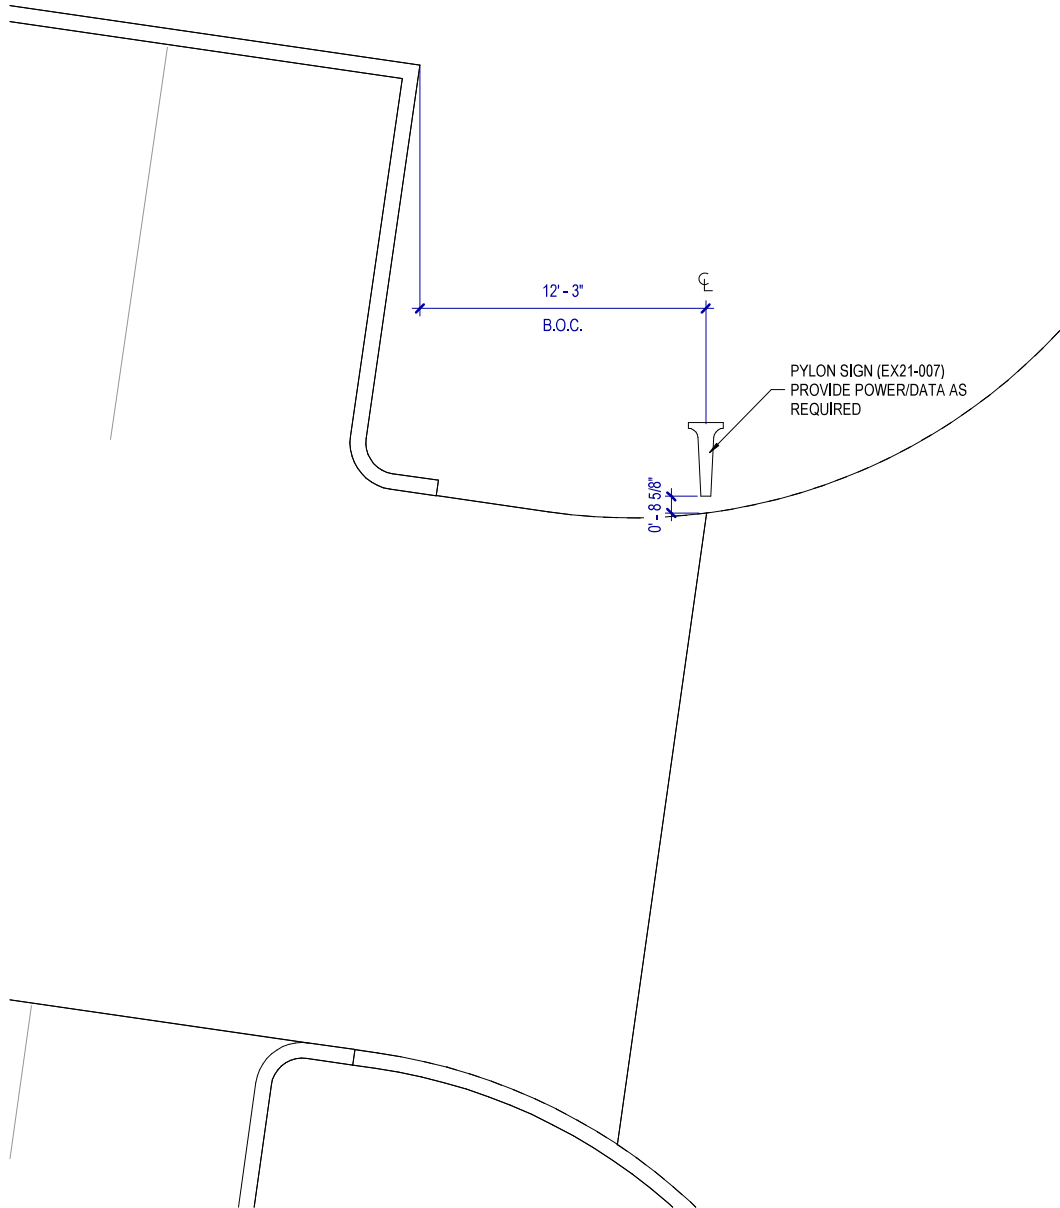 ℄
12' - 3"
B.O.C.
PYLON SIGN (EX21-007)
PROVIDE POWER/DATA AS
REQUIRED
0' - 8 5/8"